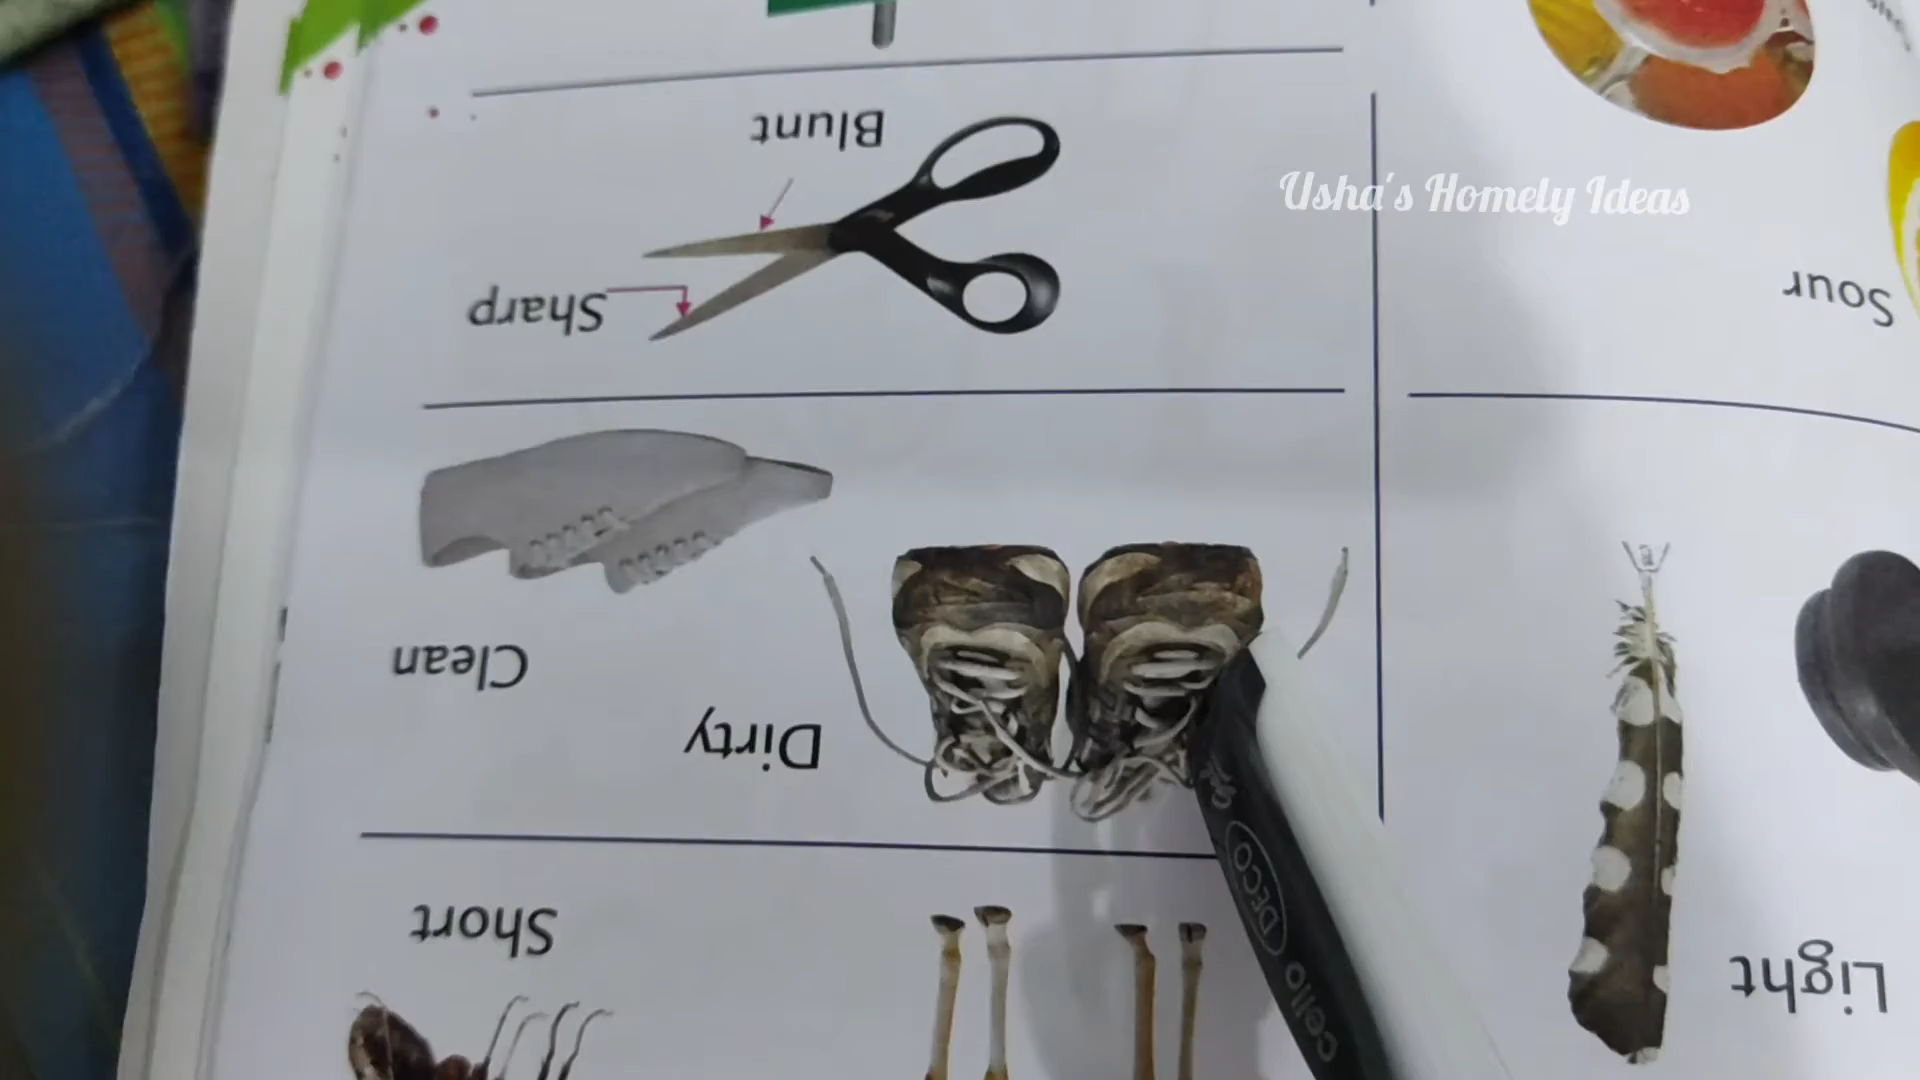 Usha's Homely Ideas
Short
Dirty
Clean
Sharp
Blunt
Light
Sour
cello DECO